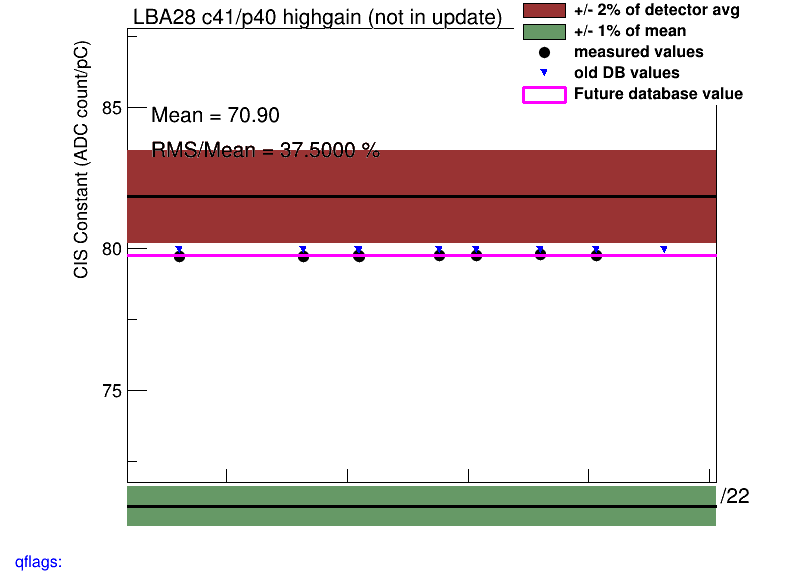 LBA28 c41/p40 highgain (not in update)
+/- 2% of detector avg
+/- 1% of mean
measured values
old DB values
Future database value
CIS Constant (ADC count/pC)
85
Mean = 70.90
RMS/Mean = 37.5000 %
80
75
/22
qflags: